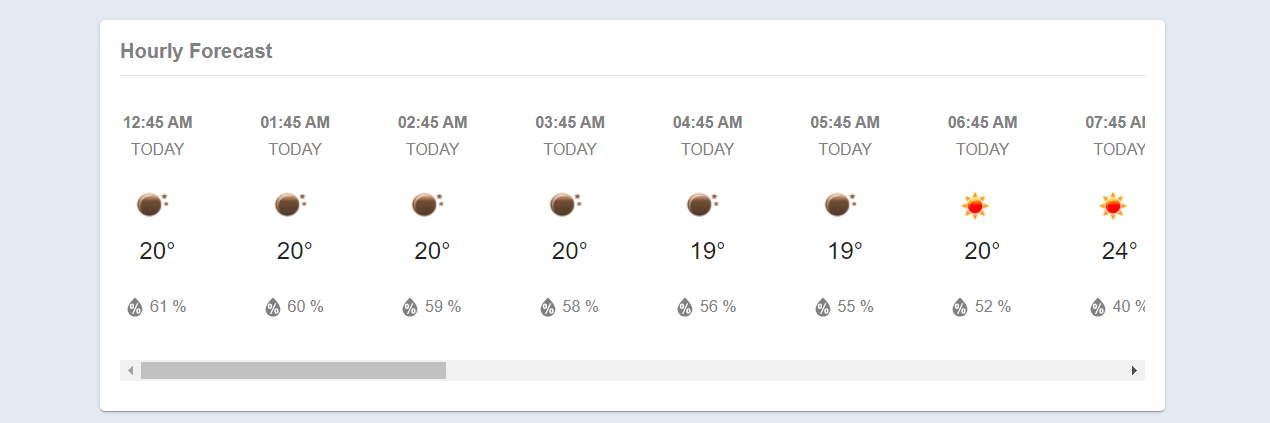 Hourly Forecast
12:45 AM 01:45 AM 02:45 AM 03:45 AM 04:45 AM 05:45 AM 06:45 AM 07:45 AM
TODAY TODAY TODAY TODAY TODAY TODAY TODAY TODAY
20° 20° 20° 20° 19° 19° 20° 24°
% 61 % % 60 % % 59 % % 58 % % 56 % % 55 % % 52 % % 40 %